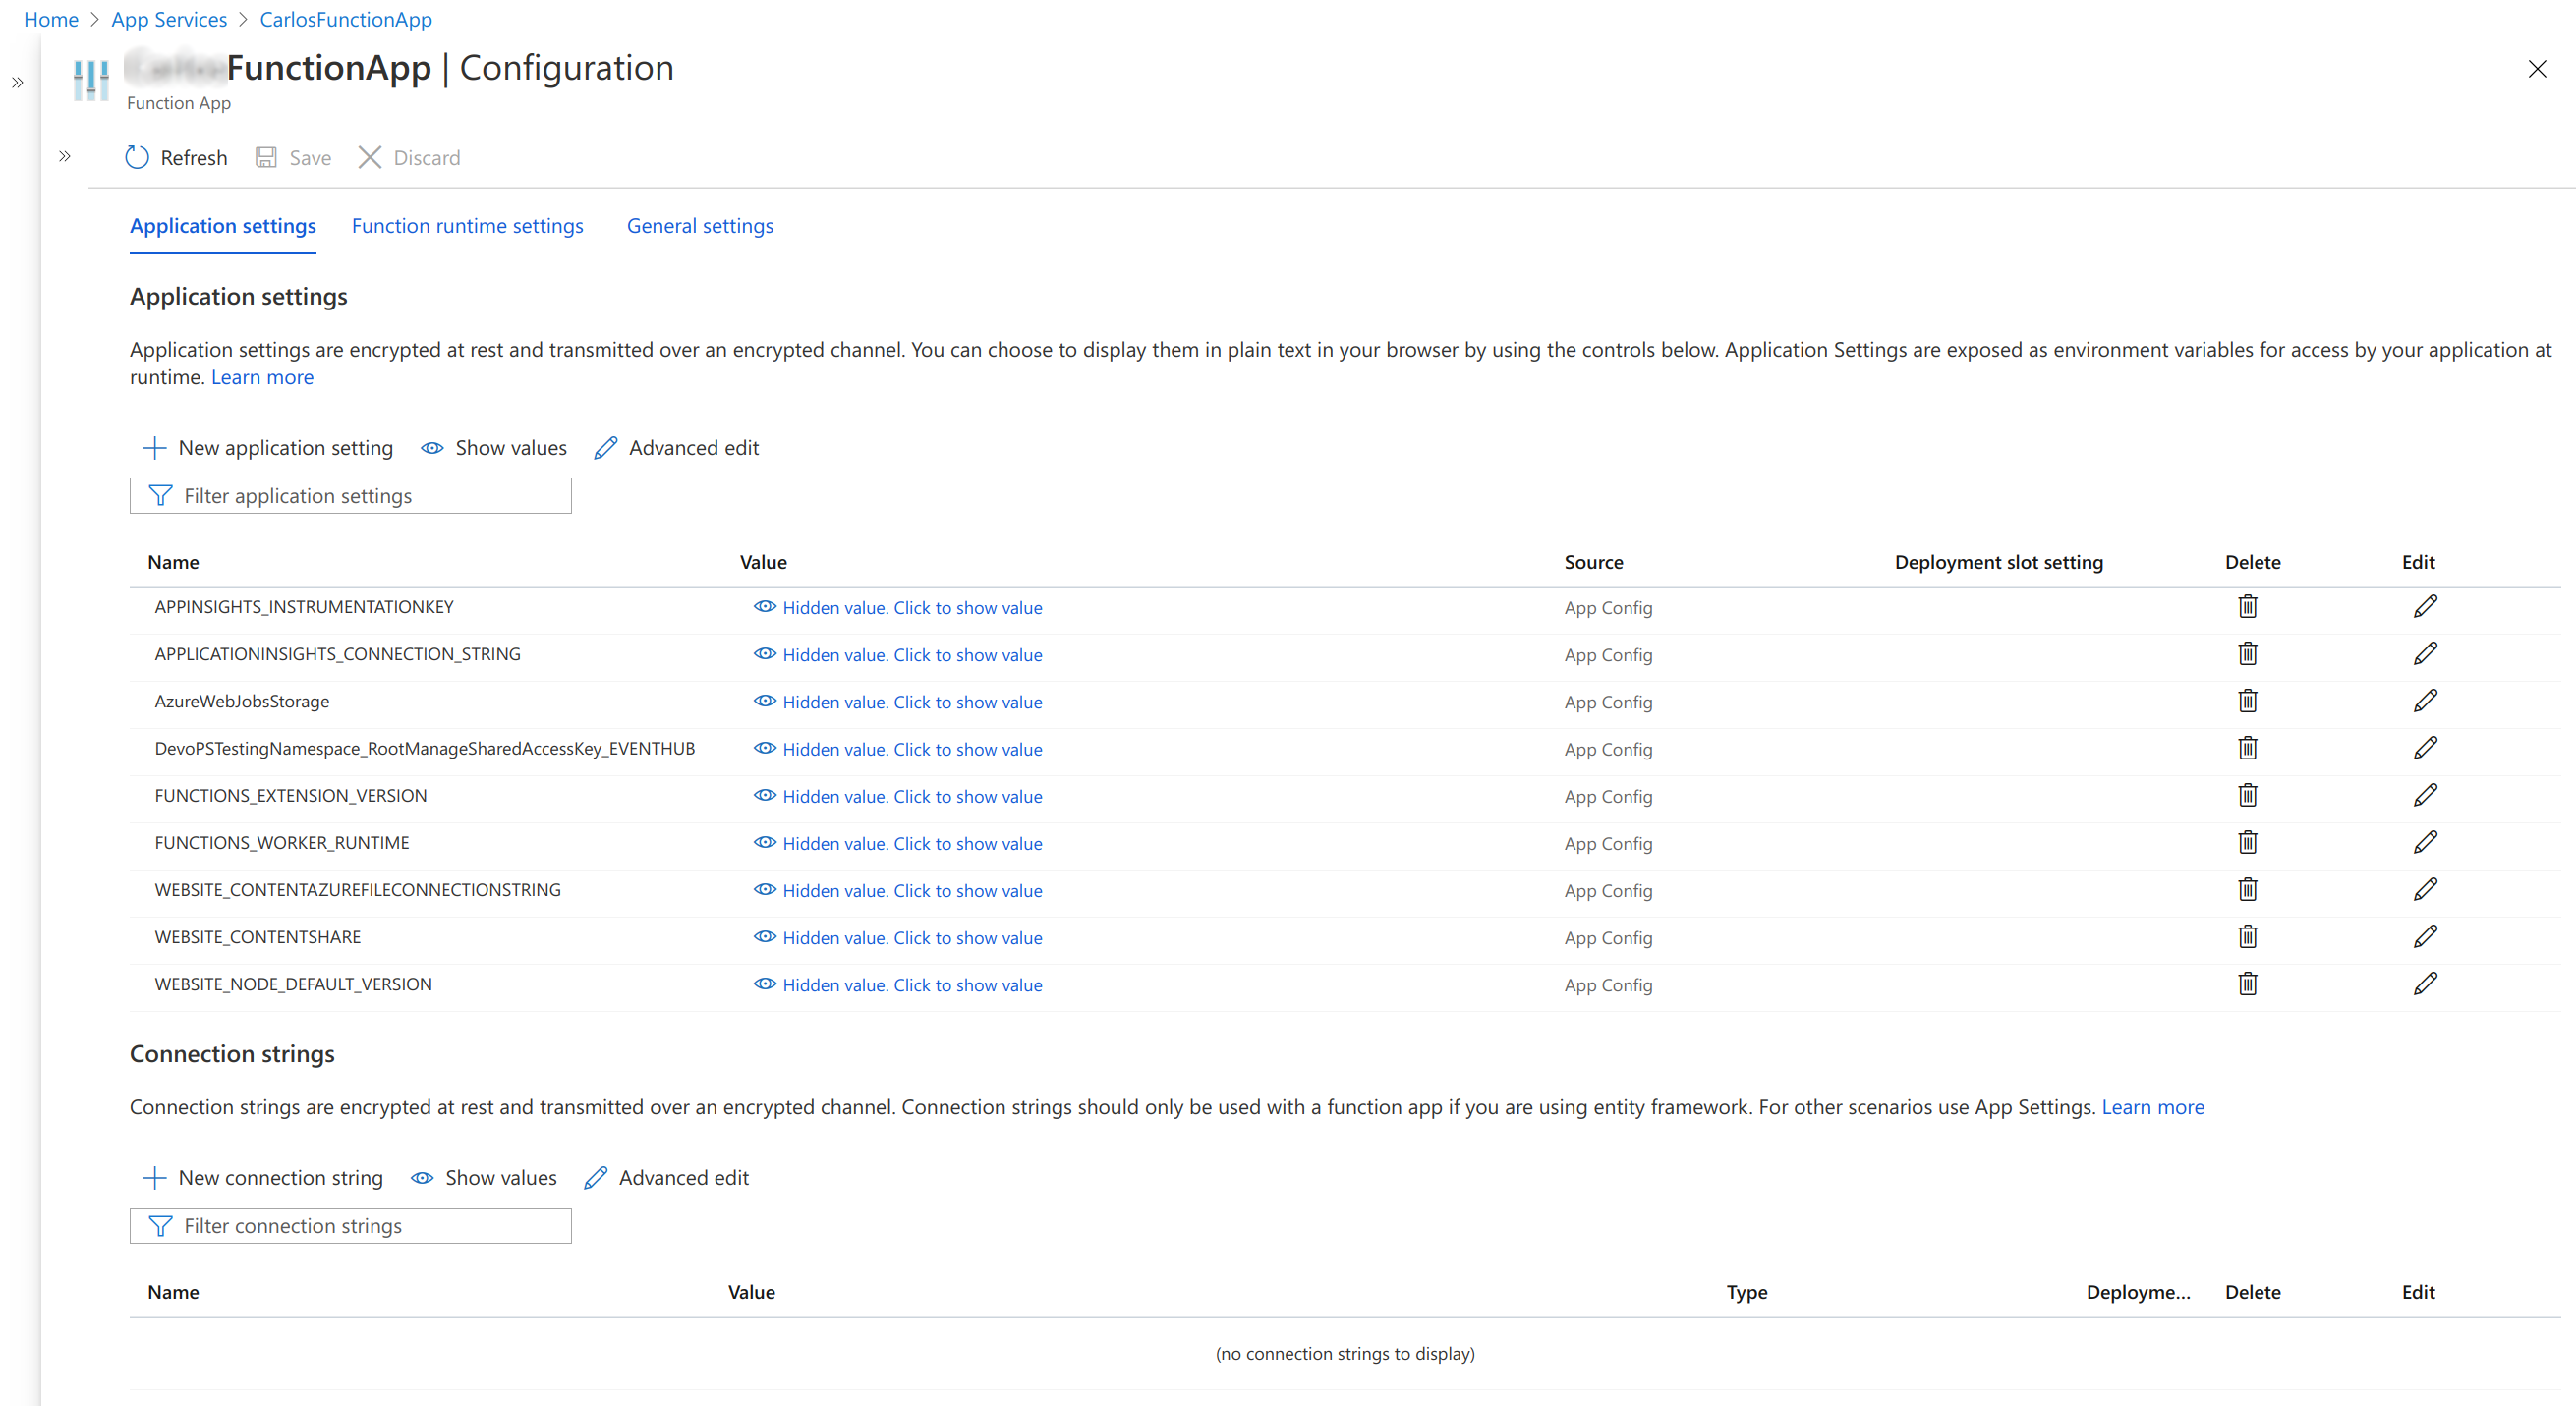 Home > App Services > CarlosFunctionApp
FunctionApp | Configuration
Function App
Refresh Save Discard
Application settings Function runtime settings General settings
Application settings
Application settings are encrypted at rest and transmitted over an encrypted channel. You can choose to display them in plain text in your browser by using the controls below. Application Settings are exposed as environment variables for access by your application at
runtime. Learn more
New application setting Show values Advanced edit
Filter application settings
Name Value Source Deployment slot setting Delete Edit
APPINSIGHTS_INSTRUMENTATIONKEY Hidden value. Click to show value App Config
APPLICATIONINSIGHTS_CONNECTION_STRING Hidden value. Click to show value App Config
AzureWebJobsStorage Hidden value. Click to show value App Config
DevoPSTestingNamespace_RootManageSharedAccessKey_EVENTHUB Hidden value. Click to show value App Config
FUNCTIONS_EXTENSION_VERSION Hidden value. Click to show value App Config
FUNCTIONS_WORKER_RUNTIME Hidden value. Click to show value App Config
WEBSITE_CONTENTAZUREFILECONNECTIONSTRING Hidden value. Click to show value App Config
WEBSITE_CONTENTSHARE Hidden value. Click to show value App Config
WEBSITE_NODE_DEFAULT_VERSION Hidden value. Click to show value App Config
Connection strings
Connection strings are encrypted at rest and transmitted over an encrypted channel. Connection strings should only be used with a function app if you are using entity framework. For other scenarios use App Settings. Learn more
New connection string Show values Advanced edit
Filter connection strings
Name Value Type Deployme... Delete Edit
(no connection strings to display)